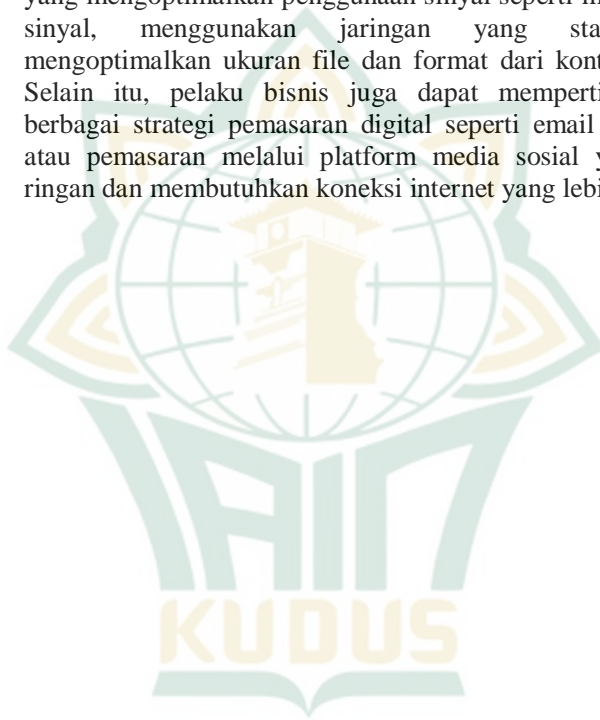 yang mengoptimalkan penggunaan sinyal seperti
sinyal, menggunakan jaringan yang
mengoptimalkan ukuran file dan format dari
Selain itu, pelaku bisnis juga dapat
berbagai strategi pemasaran digital seperti email
atau pemasaran melalui platform media sosial
ringan dan membutuhkan koneksi internet yang
IAIN
KUDUS